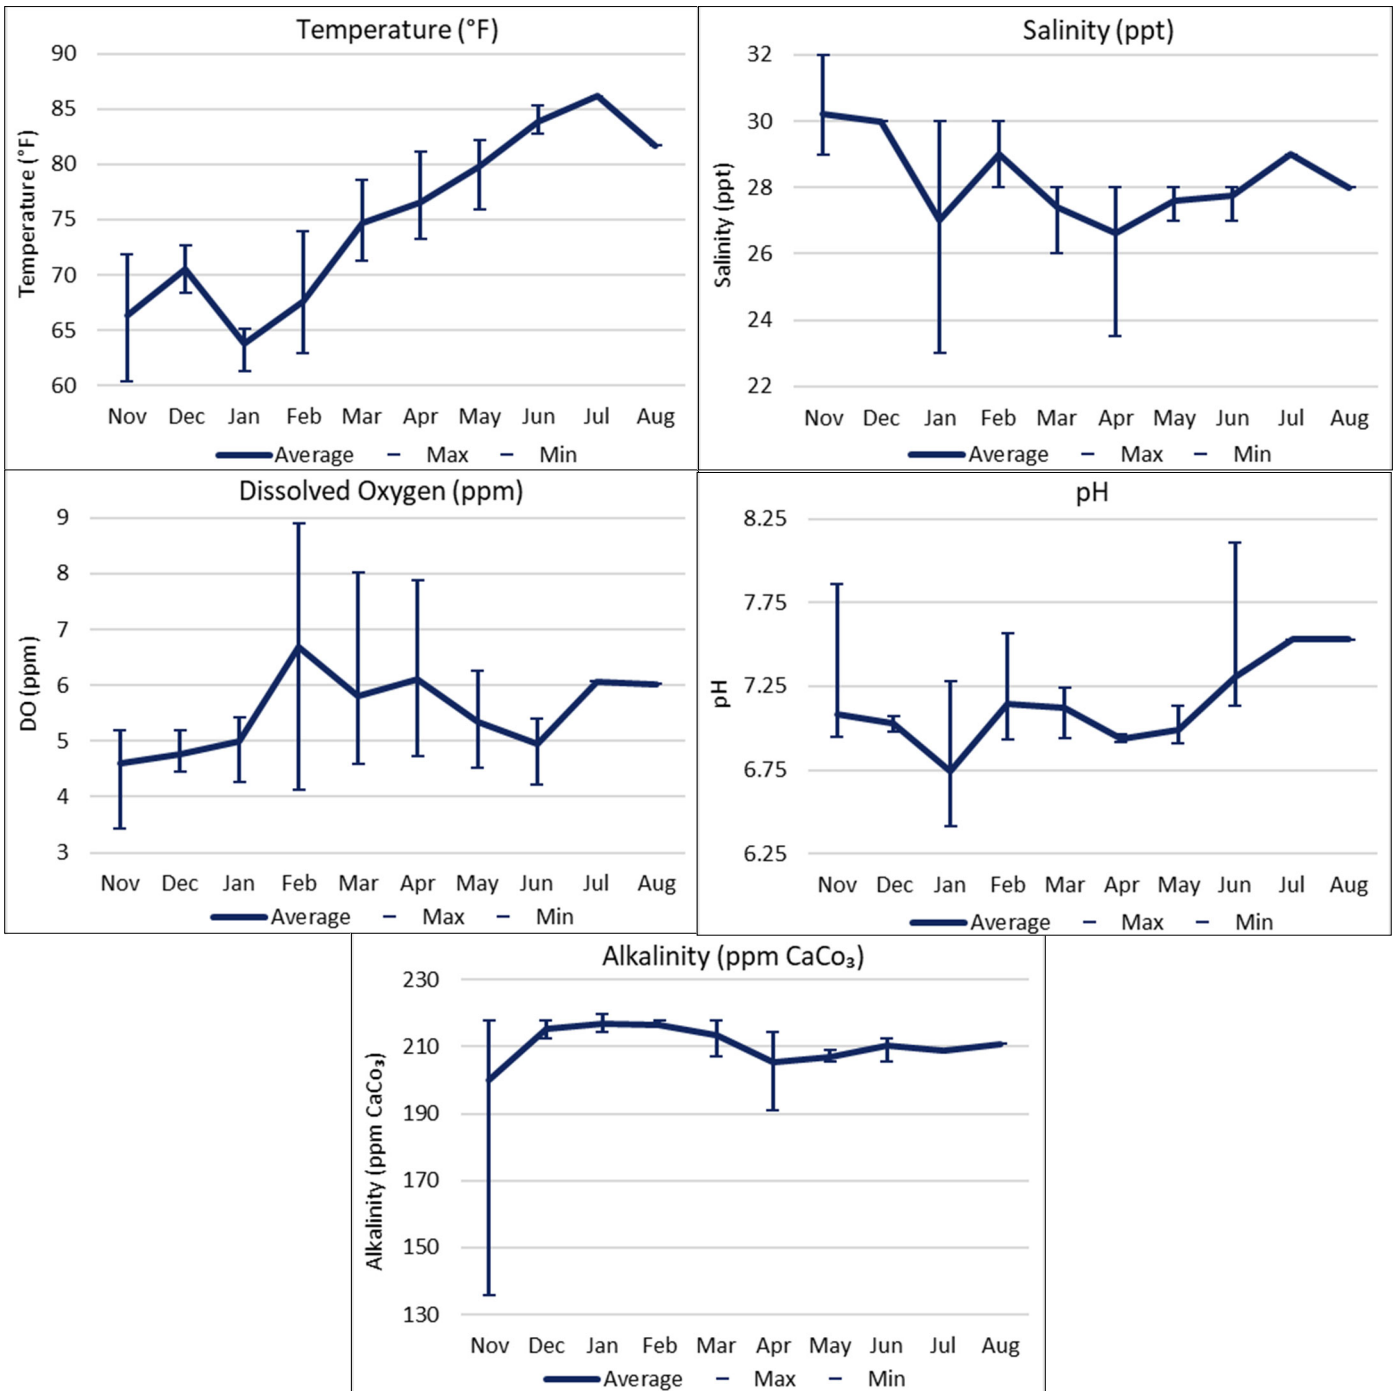 Temperature (°F)
90
85
80
75
70
65
60
Temperature (°F)
Nov Dec Jan Feb Mar Apr May Jun Jul Aug
Average Max Min
Salinity (ppt)
32
30
28
26
24
22
Salinity (ppt)
Nov Dec Jan Feb Mar Apr May Jun Jul Aug
Average Max Min
Dissolved Oxygen (ppm)
9
8
7
6
5
4
3
DO (ppm)
Nov Dec Jan Feb Mar Apr May Jun Jul Aug
Average Max Min
pH
8.25
7.75
7.25
6.75
6.25
pH
Nov Dec Jan Feb Mar Apr May Jun Jul Aug
Average Max Min
Alkalinity (ppm CaCo₃)
230
210
190
170
150
130
Alkalinity (ppm CaCo₃)
Nov Dec Jan Feb Mar Apr May Jun Jul Aug
Average Max Min